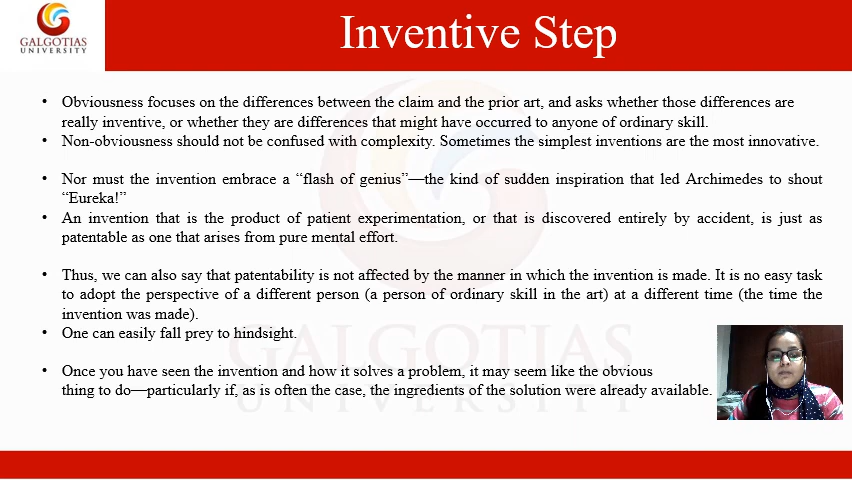 GALGOTIAS
UNIVERSITY
Inventive Step
• Obviousness focuses on the differences between the claim and the prior art, and asks whether those differences are
really inventive, or whether they are differences that might have occurred to anyone of ordinary skill.
• Non-obviousness should not be confused with complexity. Sometimes the simplest inventions are the most innovative.
• Nor must the invention embrace a “flash of genius”—the kind of sudden inspiration that led Archimedes to shout
“Eureka!”
• An invention that is the product of patient experimentation, or that is discovered entirely by accident, is just as
patentable as one that arises from pure mental effort.
• Thus, we can also say that patentability is not affected by the manner in which the invention is made. It is no easy task
to adopt the perspective of a different person (a person of ordinary skill in the art) at a different time (the time the
invention was made).
• One can easily fall prey to hindsight.
• Once you have seen the invention and how it solves a problem, it may seem like the obvious
thing to do—particularly if, as is often the case, the ingredients of the solution were already available.
GALGOTIAS
UNIVERSITY